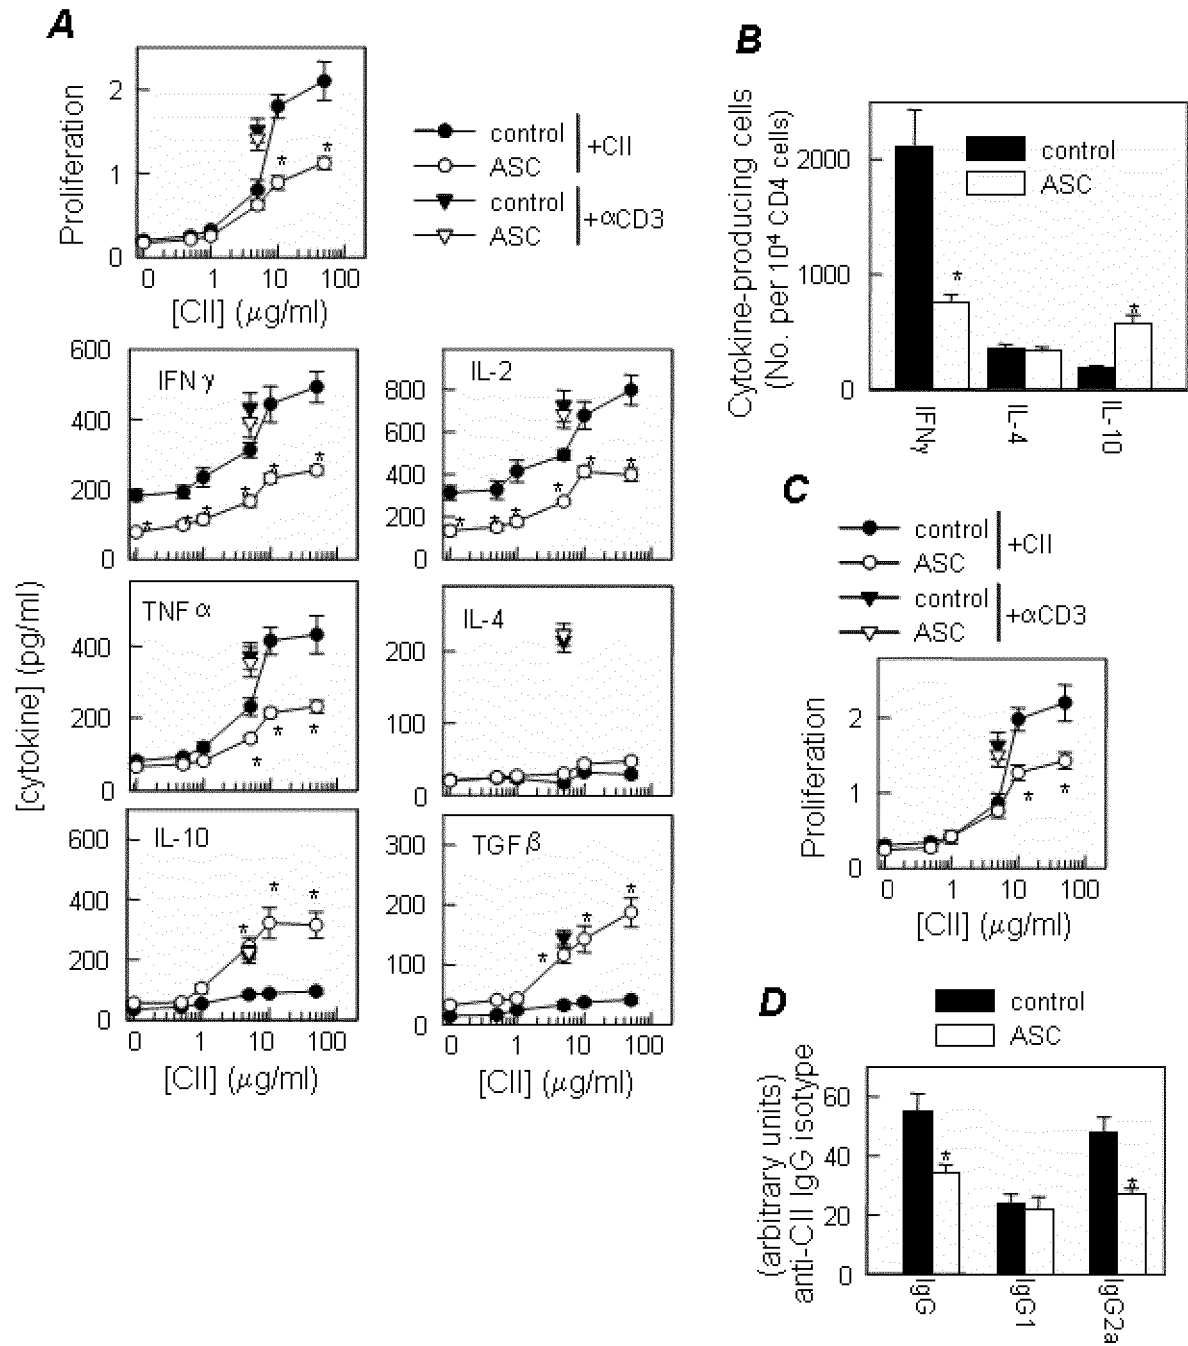 A
Proliferation
2
1
0
0 1 10 100
[CII] (μg/ml)
control
ASC
+CII
control
ASC
+αCD3
[cytokine] (pg/ml)
600
400
200
0
IFN γ
* * * * * *
800
600
400
200
0
IL-2
* * * * * *
400
200
0
TNF α
* * *
200
100
0
IL-4
600
400
200
0
IL-10
* * *
0 1 10 100
[CII] (μg/ml)
300
200
100
0
TGF β
* * *
0 1 10 100
[CII] (μg/ml)
B
Cytokine-producing cells
(No. per 10⁴ CD4 cells)
2000
1000
0
control
ASC
* *
IFNγ
IL-4
IL-10
C
control
ASC
+CII
control
ASC
+αCD3
Proliferation
2
1
0
* *
0 1 10 100
[CII] (μg/ml)
D
control
ASC
(arbitrary units)
anti-CII IgG isotype
60
40
20
0
* *
IgG
IgG1
IgG2a